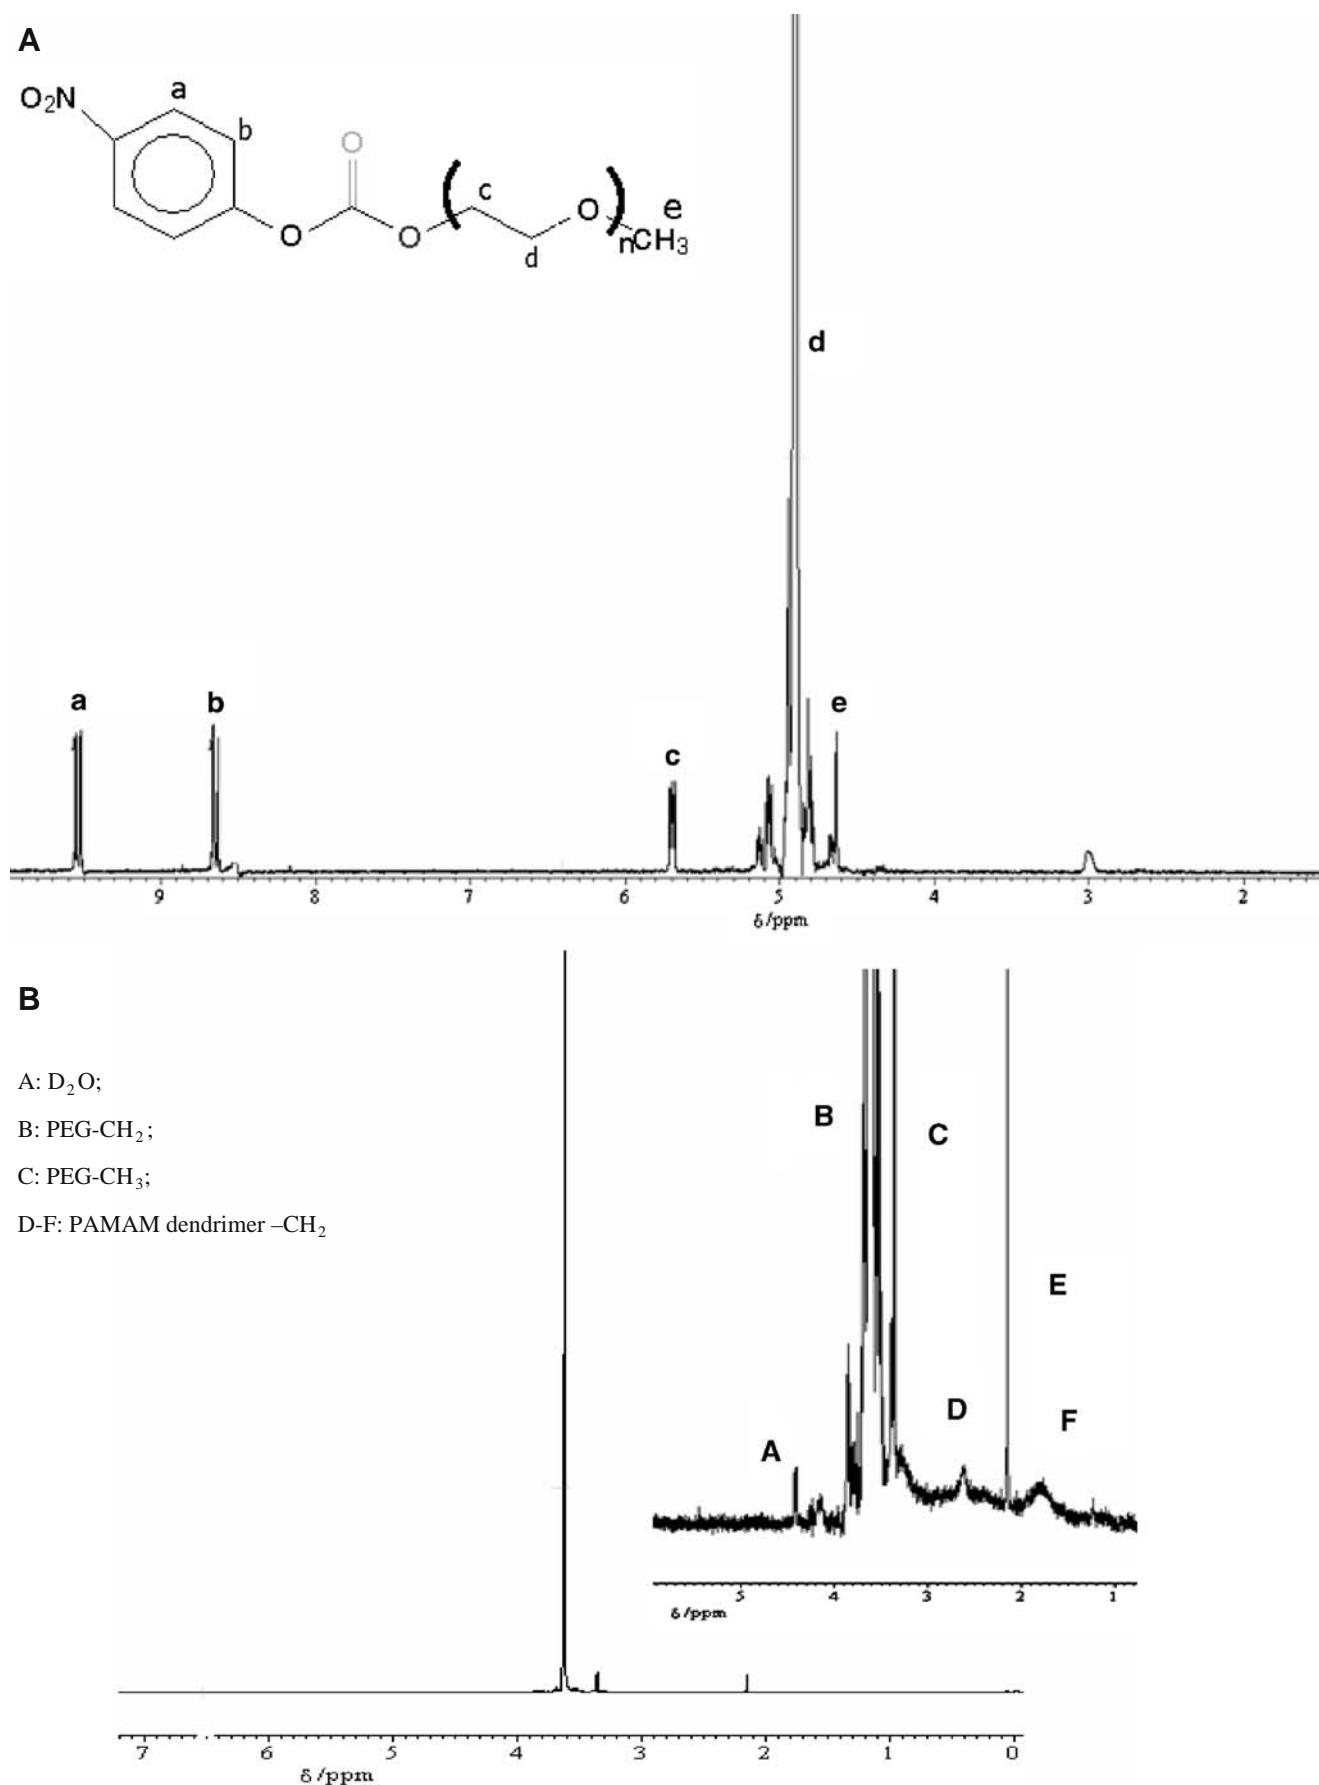 A
O₂N
a
b
O
O
O
c
d
O
n
CH₃
e
d
a
b
c
e
9 8 7 6 5 4 3 2
δ/ppm
B
A: D₂O;
B: PEG-CH₂;
C: PEG-CH₃;
D-F: PAMAM dendrimer –CH₂
B
C
E
D
F
A
5 4 3 2 1
δ/ppm
7 6 5 4 3 2 1 0
δ/ppm